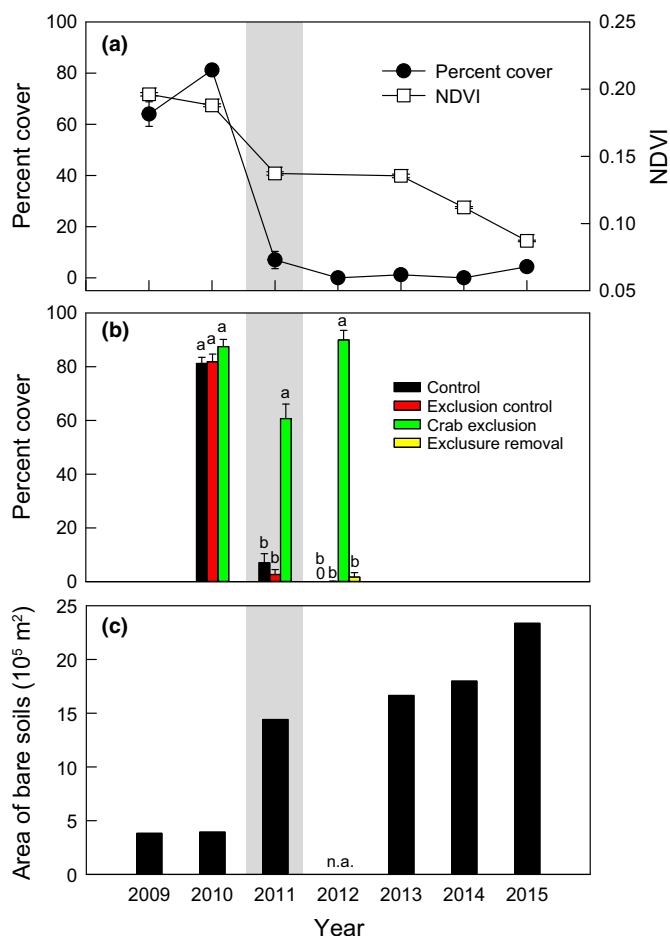 (a)
100
80
60
40
20
0
Percent cover
0.25
0.20
0.15
0.10
0.05
NDVI
Percent cover
NDVI
(b)
100
80
60
40
20
0
Percent cover
a a a
b b a
b 0 b a b
Control
Exclusion control
Crab exclusion
Exclusure removal
(c)
25
20
15
10
5
0
Area of bare soils (10⁵ m²)
n.a.
2009 2010 2011 2012 2013 2014 2015
Year